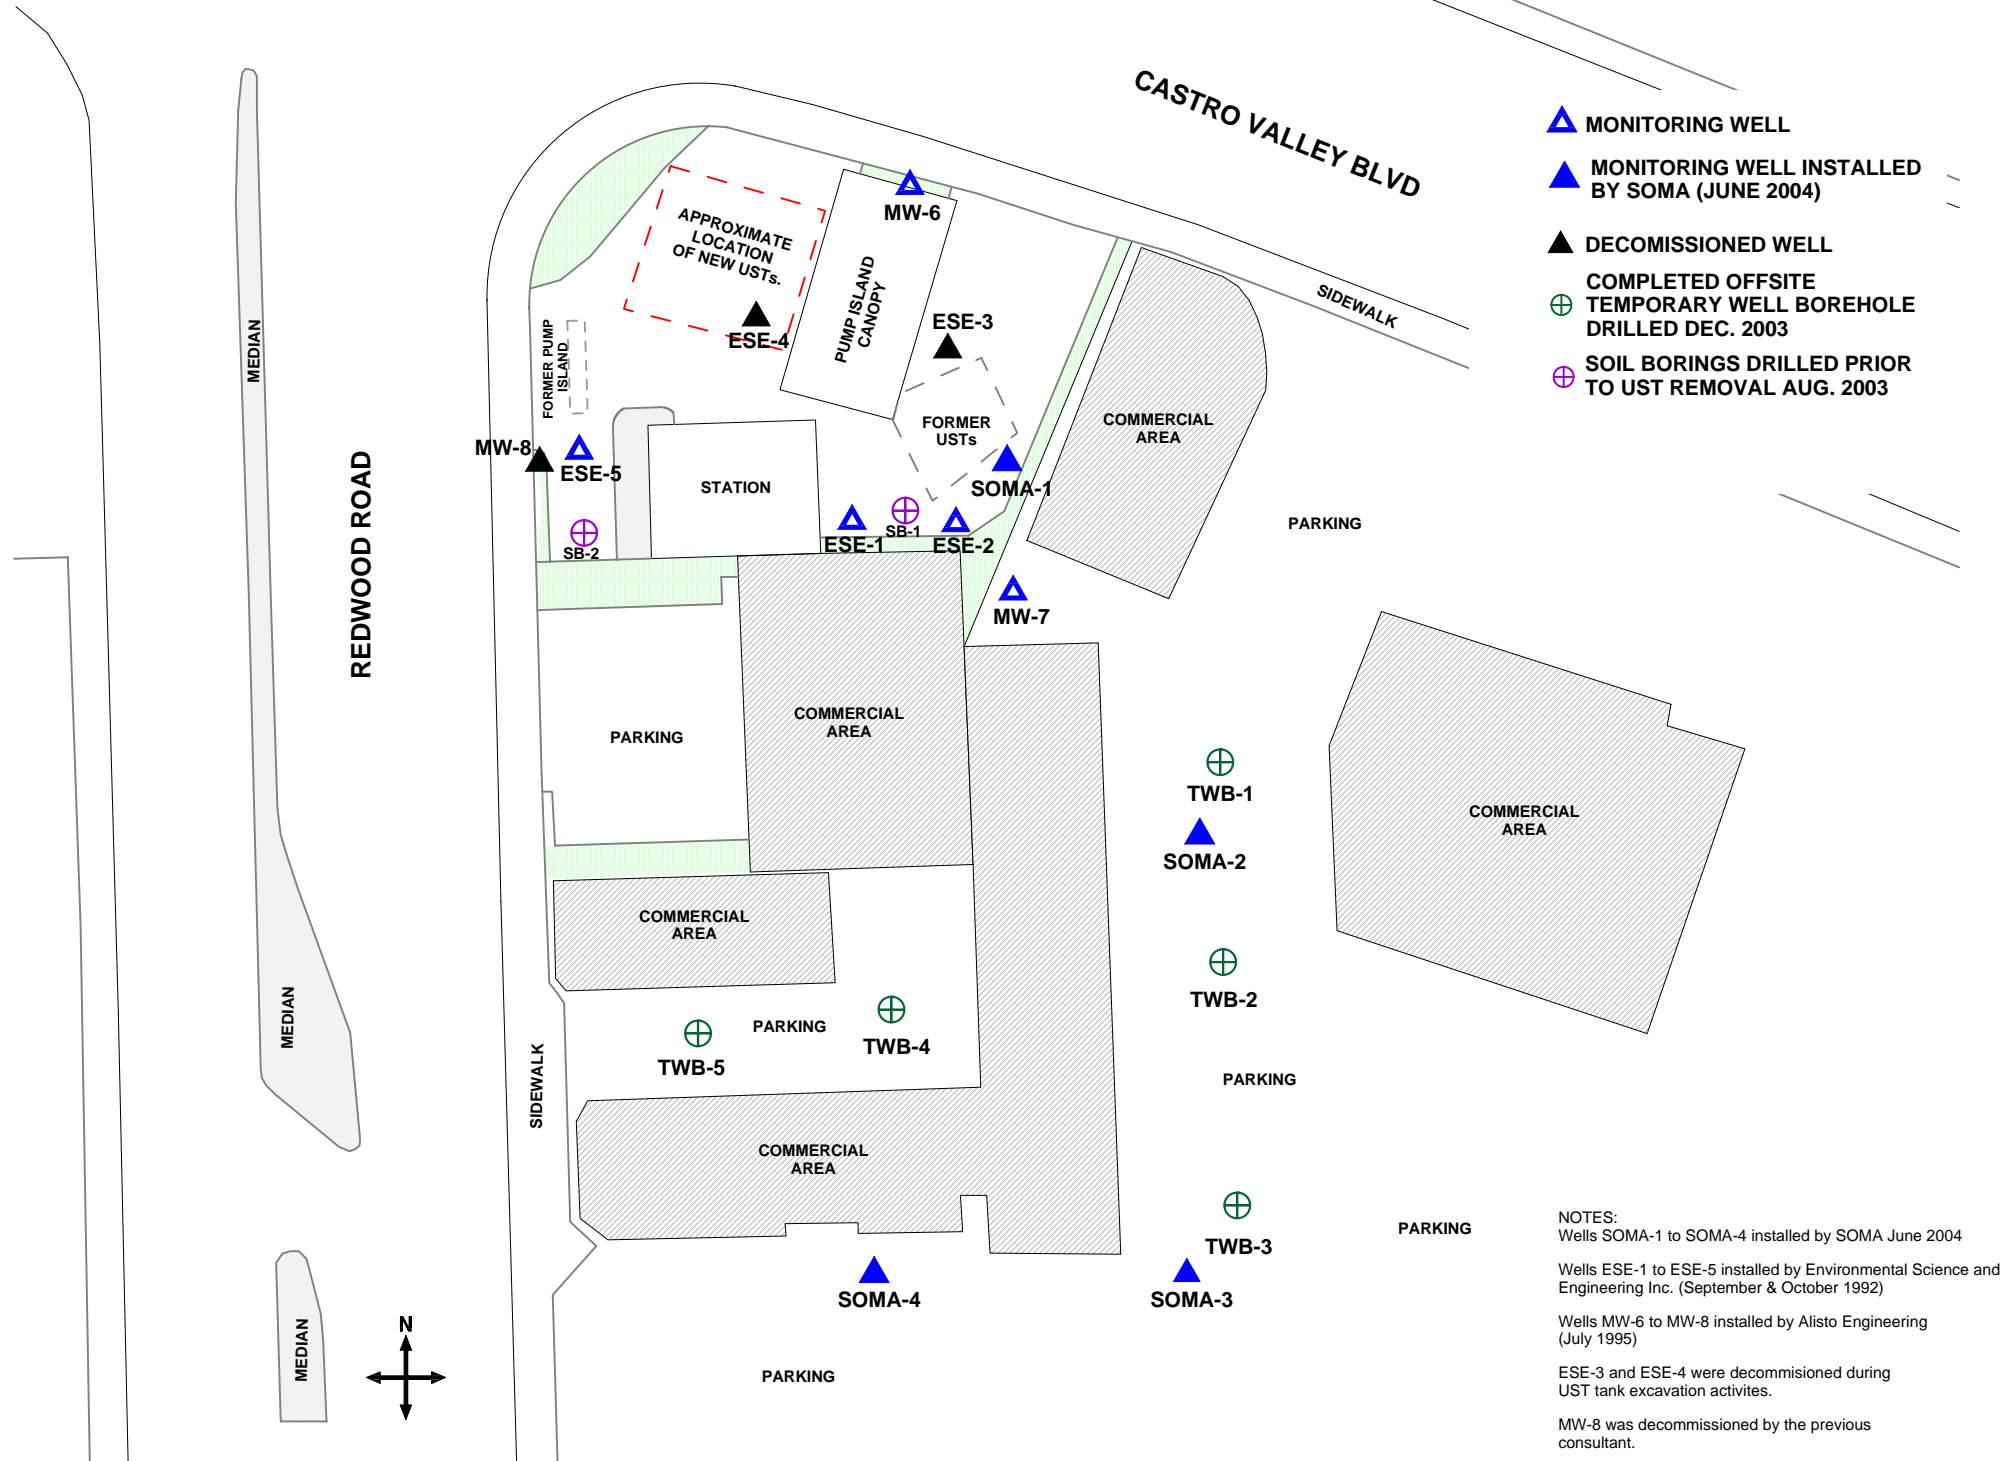 CASTRO VALLEY BLVD
MONITORING WELL
MONITORING WELL INSTALLED
BY SOMA (JUNE 2004)
DECOMISSIONED WELL
COMPLETED OFFSITE
TEMPORARY WELL BOREHOLE
DRILLED DEC. 2003
SOIL BORINGS DRILLED PRIOR
TO UST REMOVAL AUG. 2003
MW-6
APPROXIMATE
LOCATION
OF NEW USTs.
PUMP ISLAND
CANOPY
SIDEWALK
MEDIAN
FORMER PUMP
ISLAND
ESE-4
ESE-3
FORMER
USTs
COMMERCIAL
AREA
MW-8
ESE-5
STATION
SOMA-1
REDWOOD ROAD
SB-2
ESE-1
SB-1
ESE-2
PARKING
MW-7
PARKING
COMMERCIAL
AREA
TWB-1
SOMA-2
COMMERCIAL
AREA
COMMERCIAL
AREA
MEDIAN
TWB-2
PARKING
TWB-4
TWB-5
SIDEWALK
PARKING
COMMERCIAL
AREA
TWB-3
PARKING
SOMA-4
SOMA-3
MEDIAN
N
PARKING
NOTES:
Wells SOMA-1 to SOMA-4 installed by SOMA June 2004
Wells ESE-1 to ESE-5 installed by Environmental Science and
Engineering Inc. (September & October 1992)
Wells MW-6 to MW-8 installed by Alisto Engineering
(July 1995)
ESE-3 and ESE-4 were decommisioned during
UST tank excavation activites.
MW-8 was decommissioned by the previous
consultant.